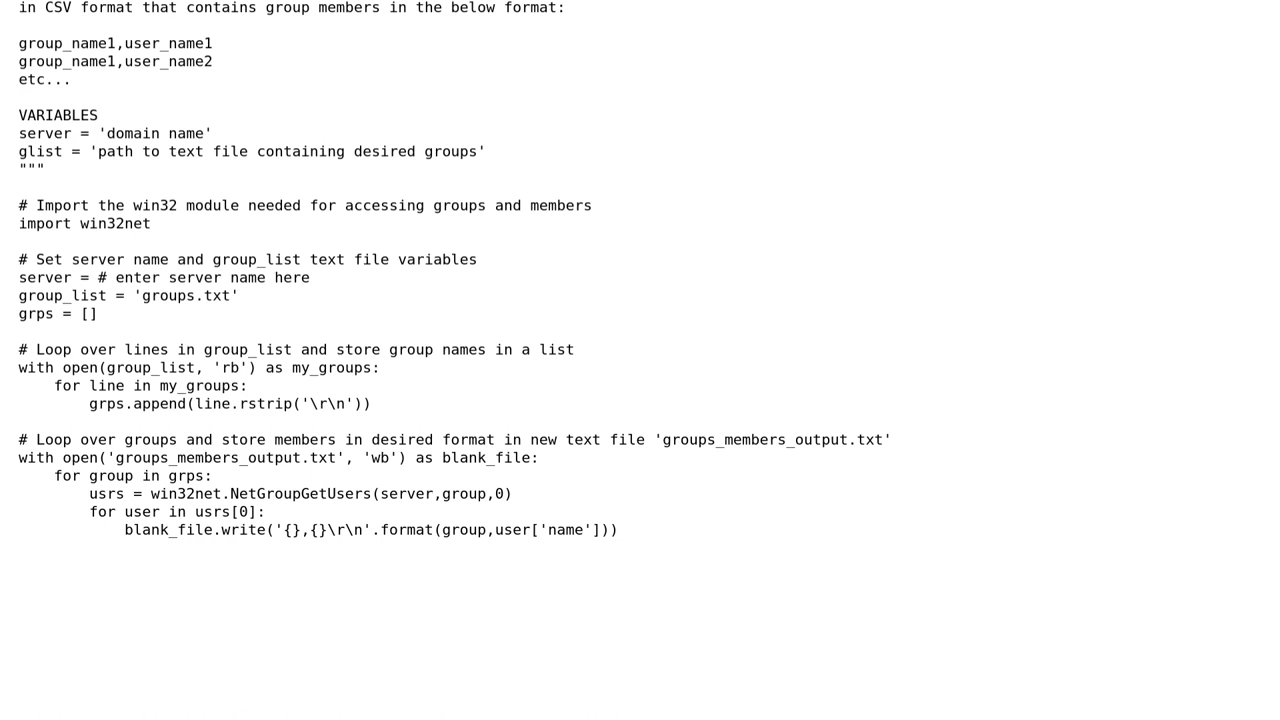 in CSV format that contains group members in the below format:

group_name1,user_name1
group_name1,user_name2
etc...

VARIABLES
server = 'domain name'
glist = 'path to text file containing desired groups'
"""

# Import the win32 module needed for accessing groups and members
import win32net

# Set server name and group_list text file variables
server = # enter server name here
group_list = 'groups.txt'
grps = []

# Loop over lines in group_list and store group names in a list
with open(group_list, 'rb') as my_groups:
    for line in my_groups:
        grps.append(line.rstrip('\r\n'))

# Loop over groups and store members in desired format in new text file 'groups_members_output.txt'
with open('groups_members_output.txt', 'wb') as blank_file:
    for group in grps:
        usrs = win32net.NetGroupGetUsers(server,group,0)
        for user in usrs[0]:
            blank_file.write('{},{}\r\n'.format(group,user['name']))